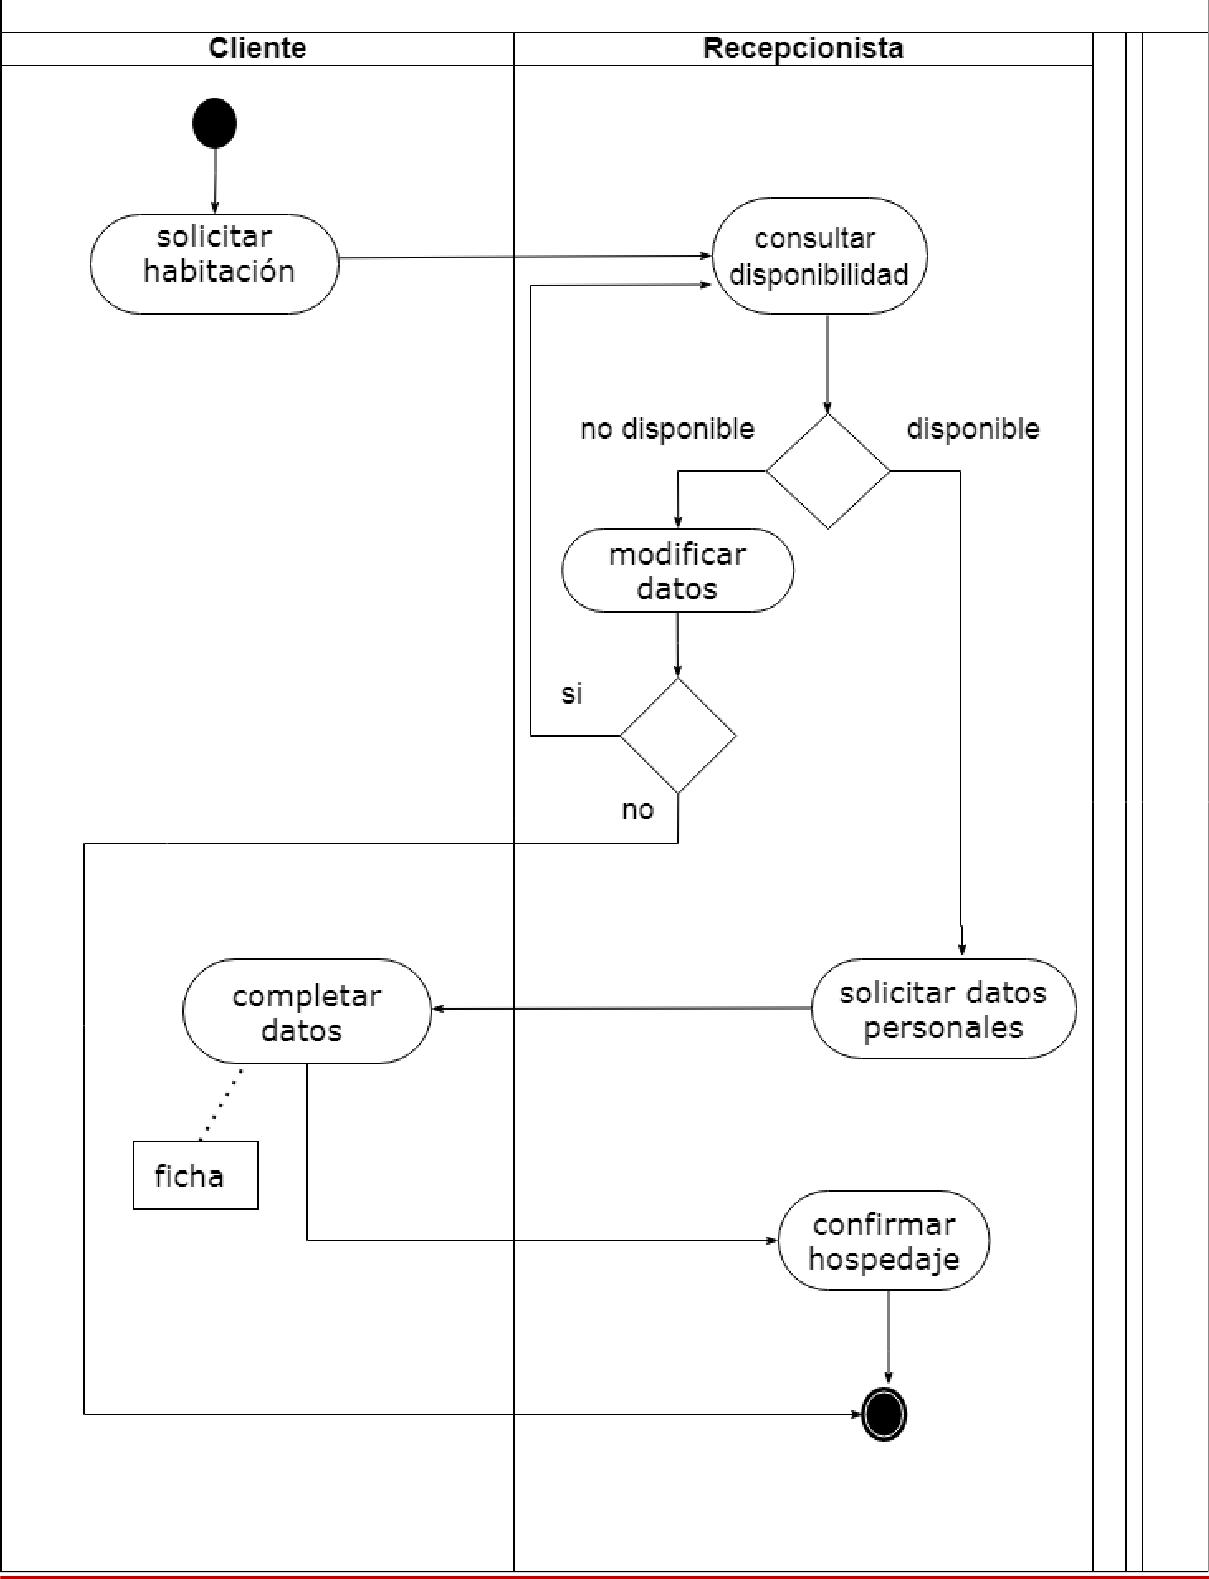 Cliente
Recepcionista
solicitar
habitación
consultar
disponibilidad
no disponible
disponible
modificar
datos
si
no
completar
datos
solicitar datos
personales
ficha
confirmar
hospedaje